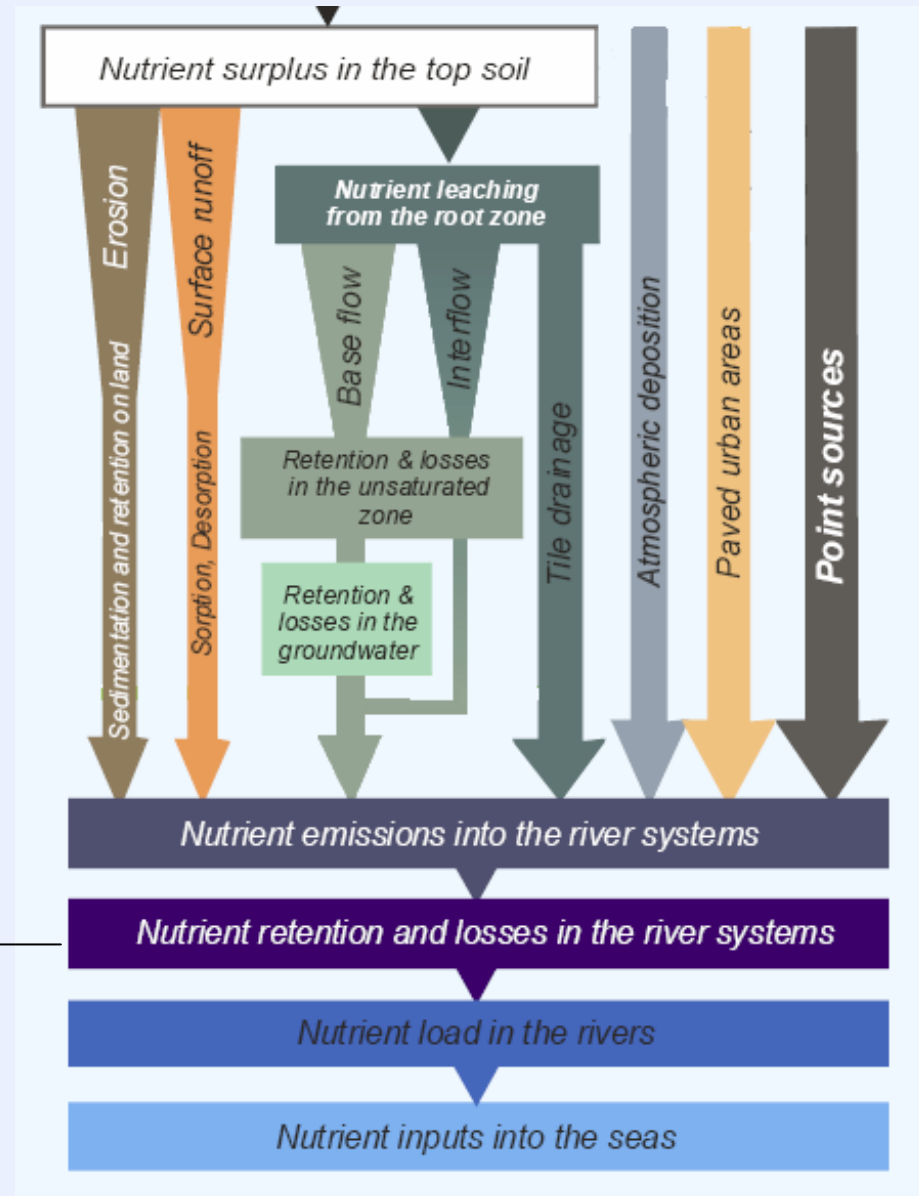 Nutrient surplus in the top soil
Erosion
Sedimentation and retention on land
Surface runoff
Sorption, Desorption
Nutrient leaching
from the root zone
Base flow
Interflow
Retention & losses
in the unsaturated
zone
Retention &
losses in the
groundwater
Tile drainage
Atmospheric deposition
Paved urban areas
Point sources
Nutrient emissions into the river systems
Nutrient retention and losses in the river systems
Nutrient load in the rivers
Nutrient inputs into the seas